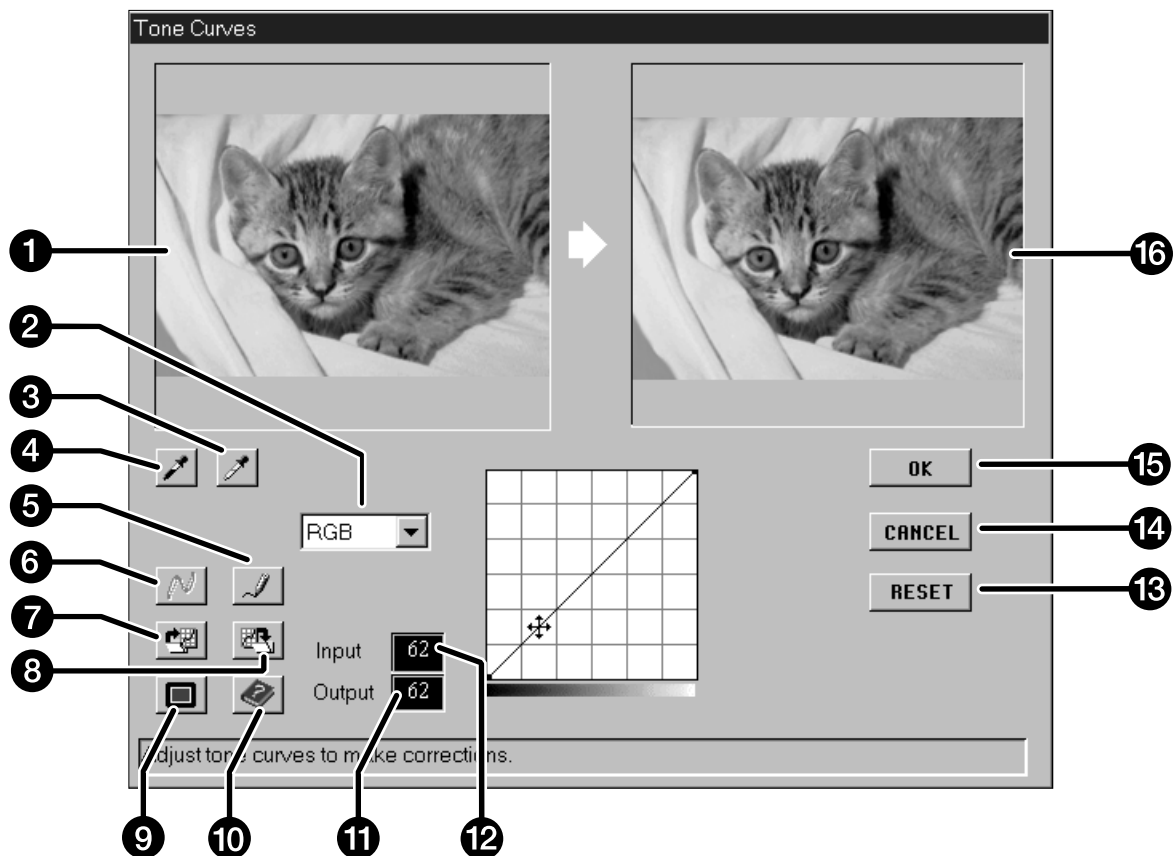 Tone Curves
1
16
2
3
4
OK
15
5
RGB
CANCEL
14
6
RESET
13
7
Input 62
8
Output 62
Adjust tone curves to make corrections.
9
10
11
12